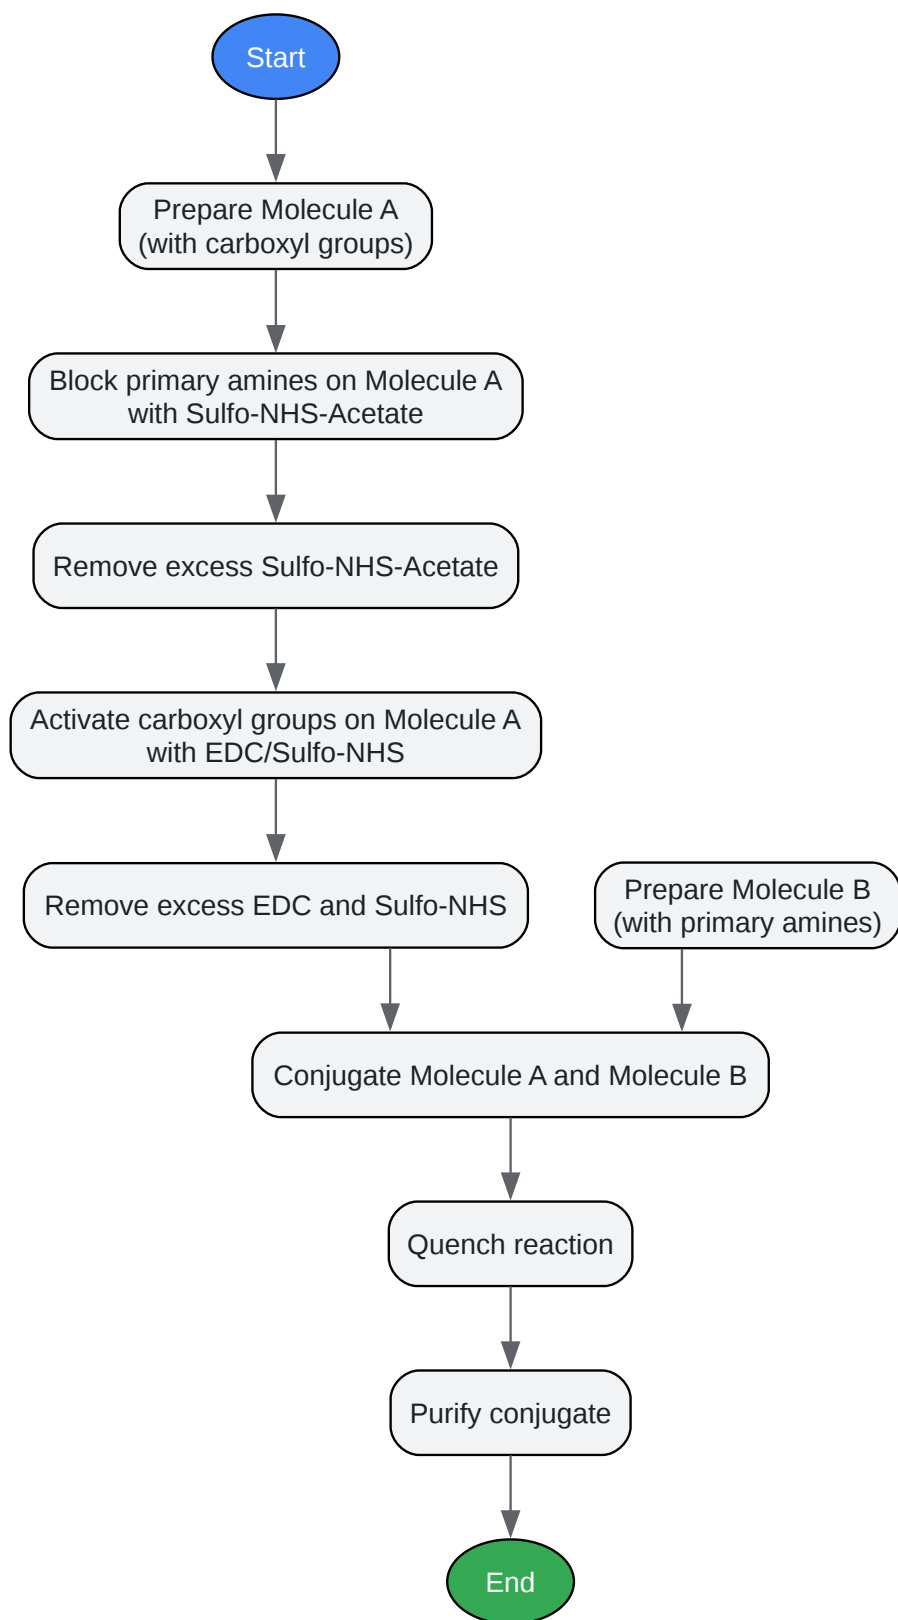 Start
Prepare Molecule A
(with carboxyl groups)
Block primary amines on Molecule A
with Sulfo-NHS-Acetate
Remove excess Sulfo-NHS-Acetate
Activate carboxyl groups on Molecule A
with EDC/Sulfo-NHS
Remove excess EDC and Sulfo-NHS
Prepare Molecule B
(with primary amines)
Conjugate Molecule A and Molecule B
Quench reaction
Purify conjugate
End